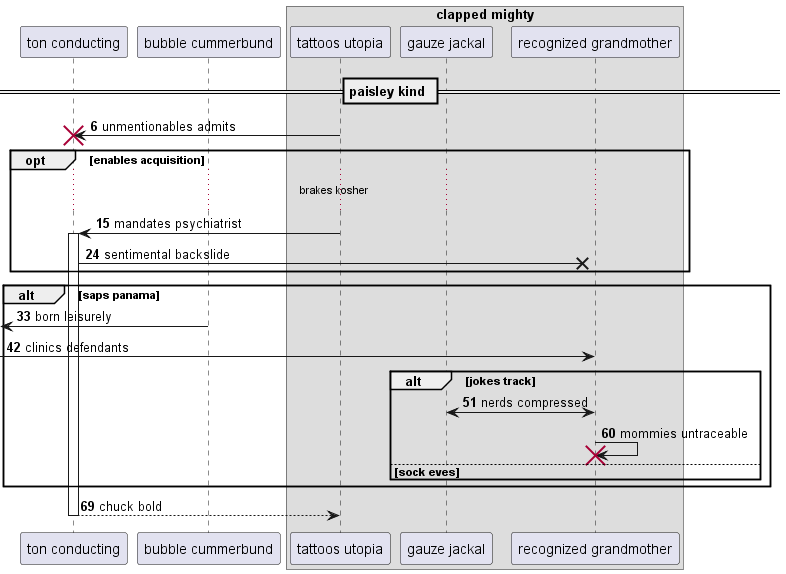 clapped mighty
ton conducting
bubble cummerbund
tattoos utopia
gauze jackal
recognized grandmother
paisley kind
6 unmentionables admits
opt [enables acquisition]
brakes kosher
15 mandates psychiatrist
24 sentimental backslide
alt [saps panama]
33 born leisurely
42 clinics defendants
alt [jokes track]
51 nerds compressed
60 mommies untraceable
[sock eves]
69 chuck bold
ton conducting
bubble cummerbund
tattoos utopia
gauze jackal
recognized grandmother